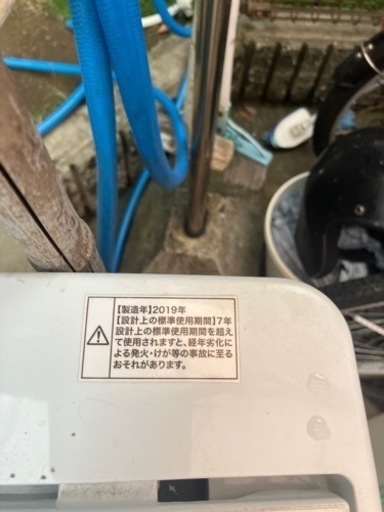 【製造年】2019年
【設計上の標準使用期間】7年
設計上の標準使用期間を超え
て使用されますと、経年劣化に
よる発火・けが等の事故に至る
おそれがあります。